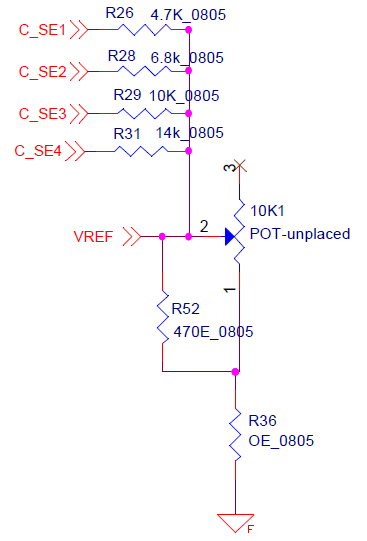 R26 4.7K_0805
C_SE1
R28 6.8k_0805
C_SE2
R29 10K_0805
C_SE3
R31 14k_0805
C_SE4
3
10K1
2
VREF
POT-unplaced
1
R52
470E_0805
R36
OE_0805
F